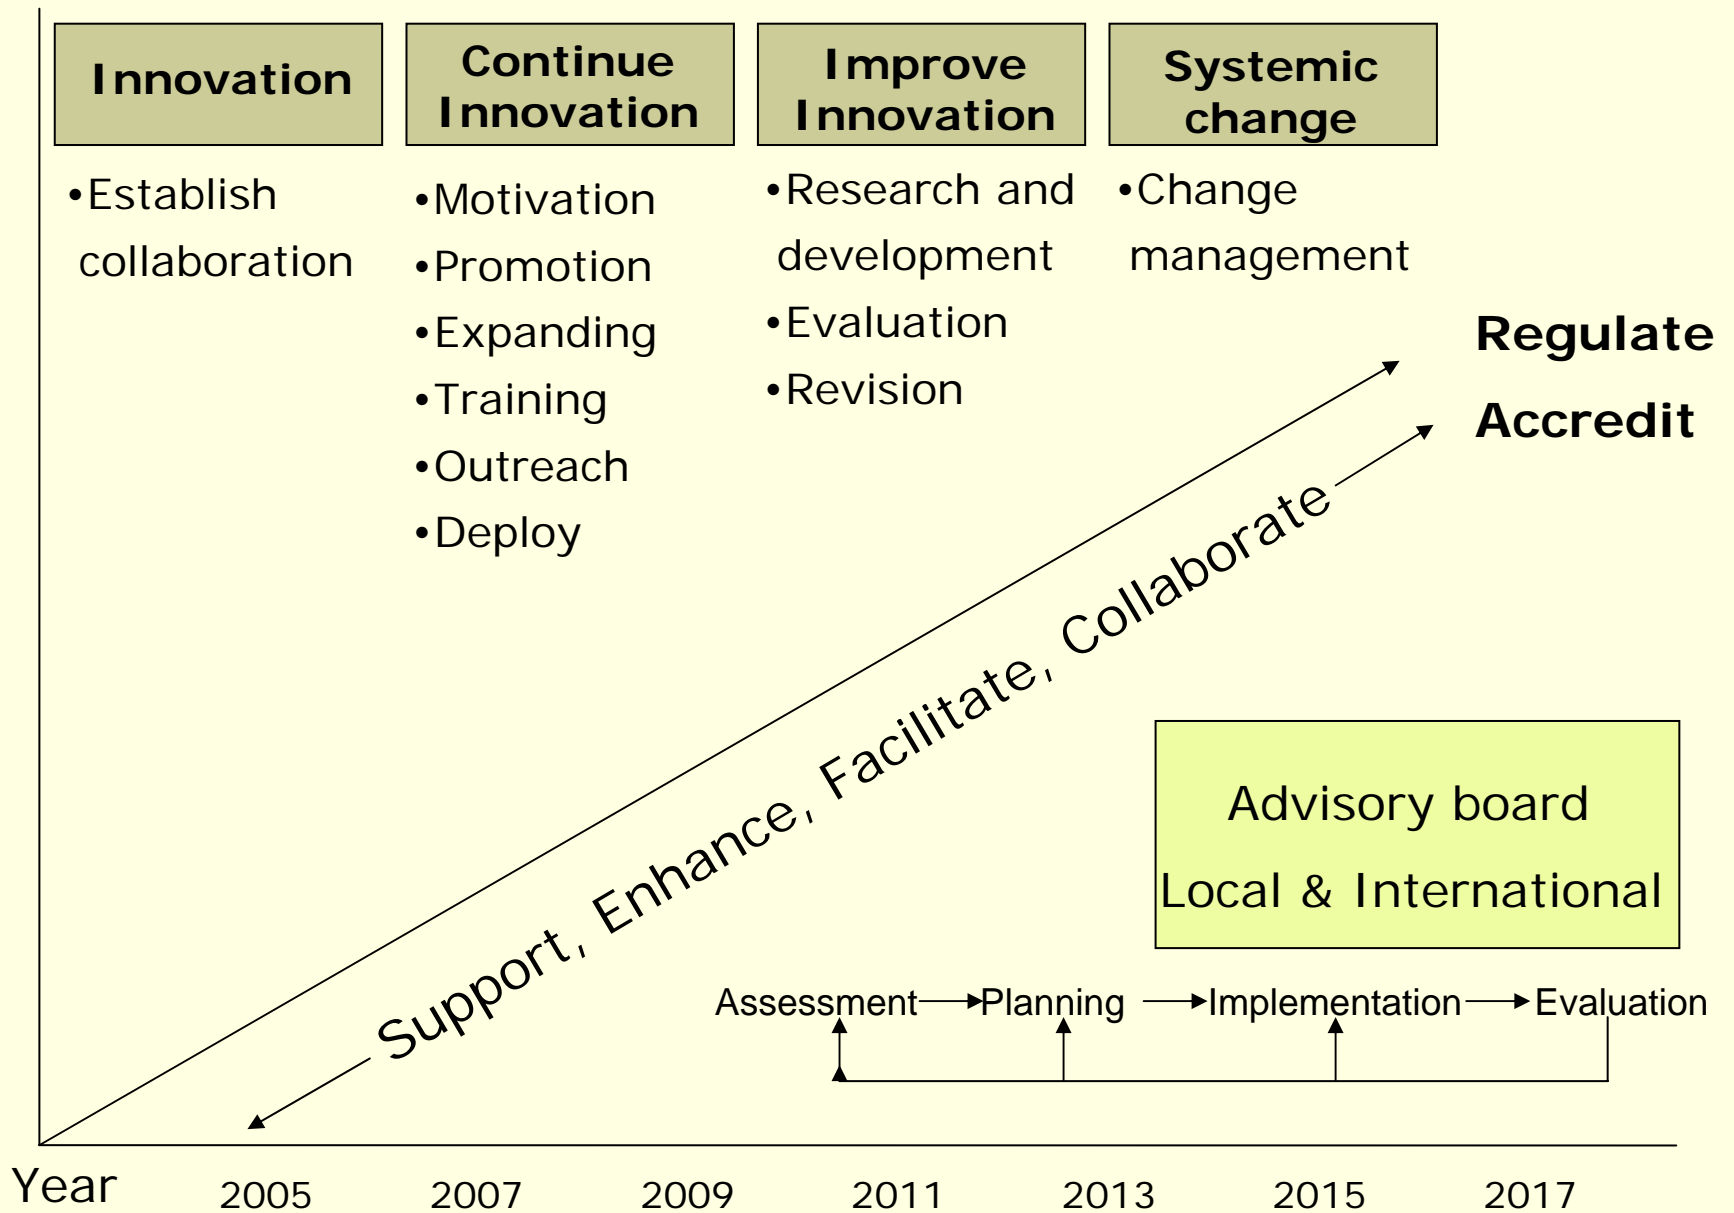 Innovation
Continue
Innovation
Improve
Innovation
Systemic
change
•Establish
collaboration
•Motivation
•Promotion
•Expanding
•Training
•Outreach
•Deploy
•Research and
development
•Evaluation
•Revision
•Change
management
Regulate
Accredit
Support, Enhance, Facilitate, Collaborate
Advisory board
Local & International
Assessment Planning Implementation Evaluation
Year 2005 2007 2009 2011 2013 2015 2017